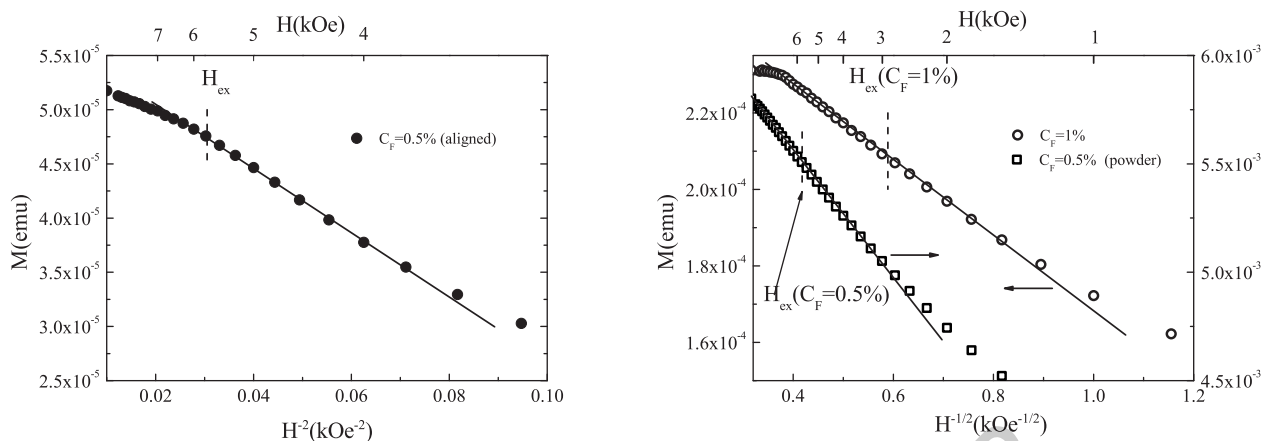 H(kOe)
7 6 5 4
5.5x10⁻⁵
5.0x10⁻⁵
4.5x10⁻⁵
4.0x10⁻⁵
3.5x10⁻⁵
3.0x10⁻⁵
2.5x10⁻⁵
M(emu)
H_ex
C_F=0.5% (aligned)
0.02 0.04 0.06 0.08 0.10
H⁻²(kOe⁻²)
H(kOe)
6 5 4 3 2 1
2.2x10⁻⁴
2.0x10⁻⁴
1.8x10⁻⁴
1.6x10⁻⁴
M(emu)
H_ex(C_F=1%)
C_F=1%
C_F=0.5% (powder)
H_ex(C_F=0.5%)
6.0x10⁻³
5.5x10⁻³
5.0x10⁻³
4.5x10⁻³
0.4 0.6 0.8 1.0 1.2
H⁻¹/²(kOe⁻¹/²)